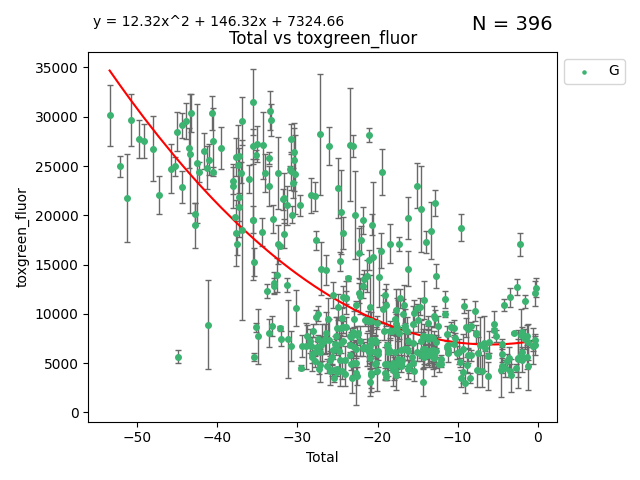 y = 12.32x^2 + 146.32x + 7324.66
N = 396
Total vs toxgreen_fluor
G
35000
30000
25000
20000
15000
10000
5000
0
toxgreen_fluor
−50 −40 −30 −20 −10 0
Total